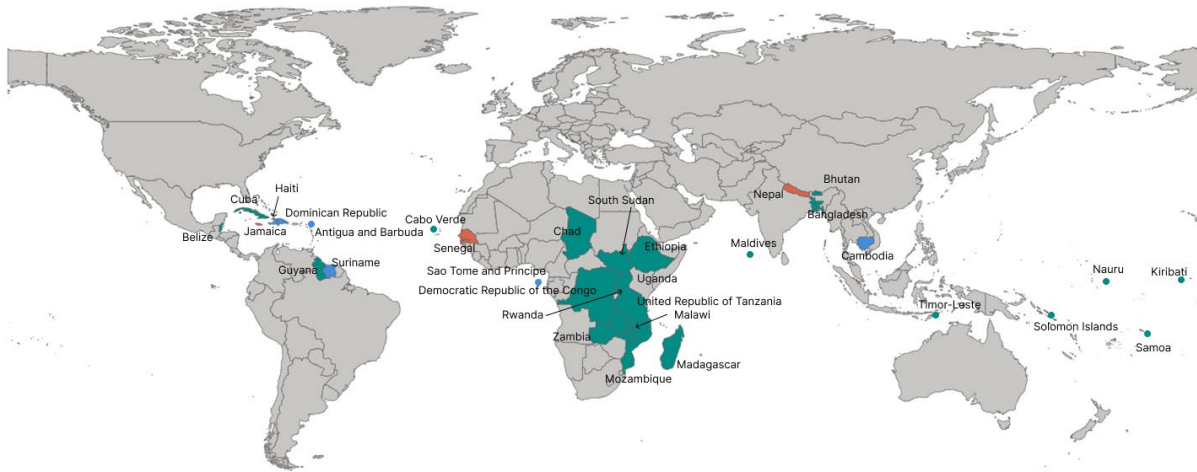 Haiti
Cuba
Dominican Republic
Belize
Jamaica
Antigua and Barbuda
Guyana
Suriname
Cabo Verde
Senegal
Sao Tome and Principe
Democratic Republic of the Congo
Rwanda
Chad
South Sudan
Ethiopia
Uganda
United Republic of Tanzania
Malawi
Zambia
Mozambique
Madagascar
Maldives
Nepal
Bhutan
Bangladesh
Cambodia
Timor-Leste
Nauru
Kiribati
Solomon Islands
Samoa